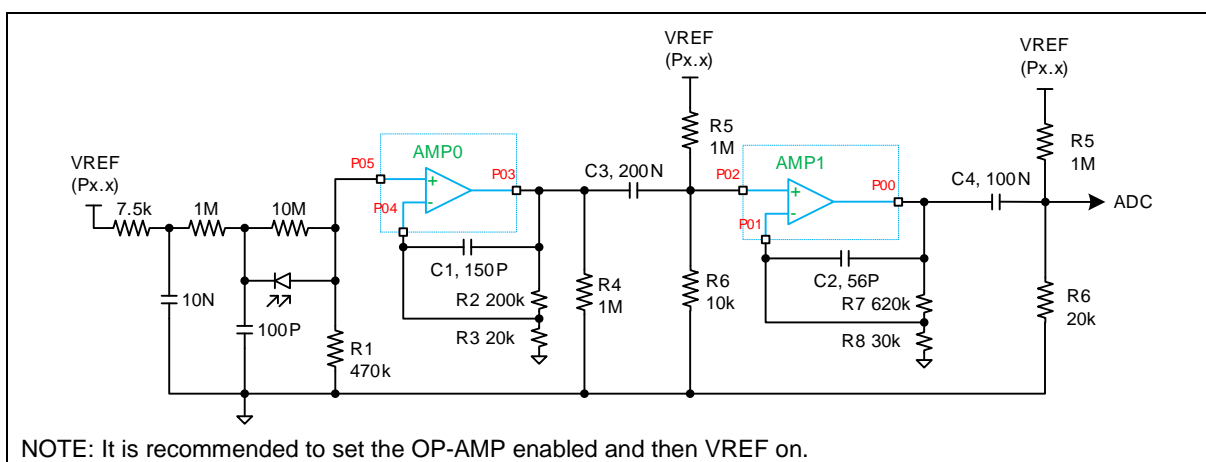 VREF
(Px.x)
7.5k
1M
10M
10N
100P
R1
470k
P05
P04
AMP0
+
-
P03
C1, 150P
R2 200k
R3 20k
R4
1M
C3, 200N
VREF
(Px.x)
R5
1M
R6
10k
P02
P01
AMP1
+
-
P00
C2, 56P
R7 620k
R8 30k
C4, 100N
VREF
(Px.x)
R5
1M
ADC
R6
20k
NOTE: It is recommended to set the OP-AMP enabled and then VREF on.